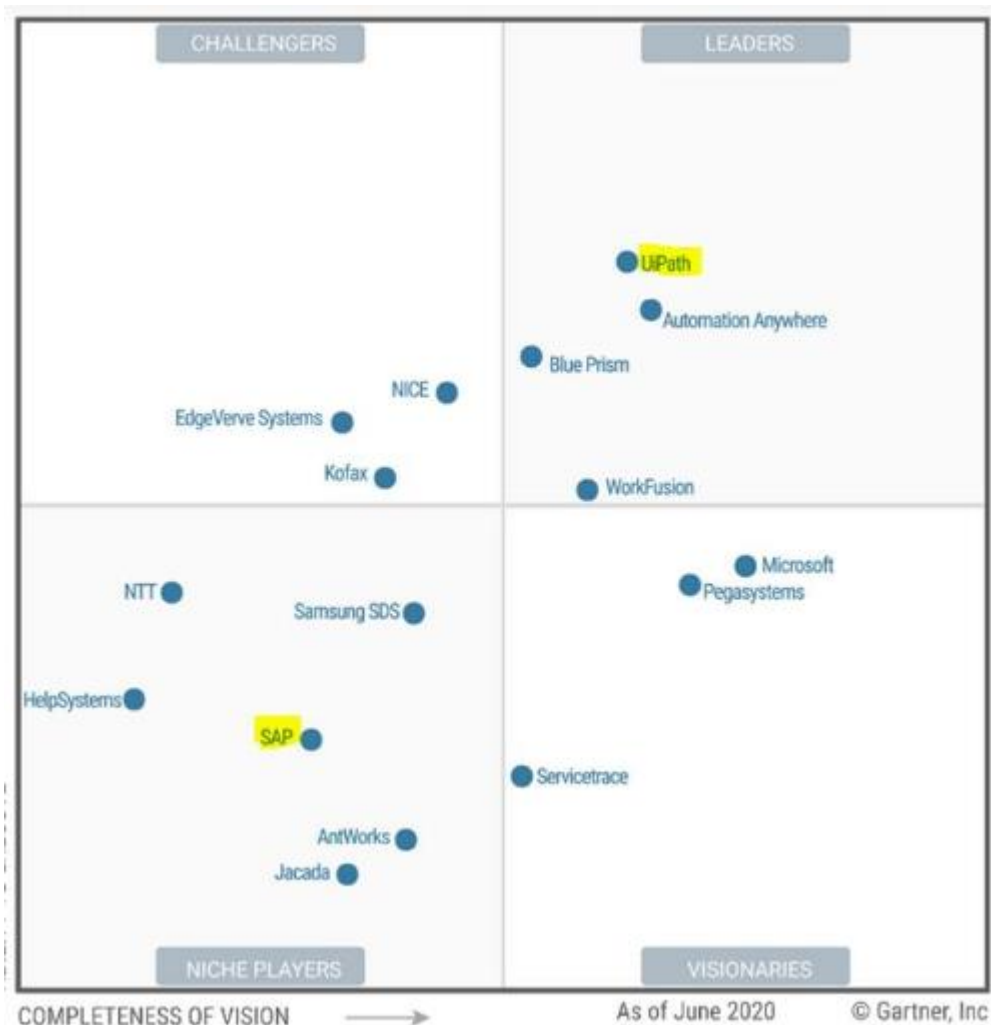 CHALLENGERS
LEADERS
UiPath
Automation Anywhere
Blue Prism
NICE
EdgeVerve Systems
Kofax
WorkFusion
Microsoft
Pegasystems
NTT
Samsung SDS
HelpSystems
SAP
Servicetrace
AntWorks
Jacada
NICHE PLAYERS
VISIONARIES
COMPLETENESS OF VISION
As of June 2020
© Gartner, Inc